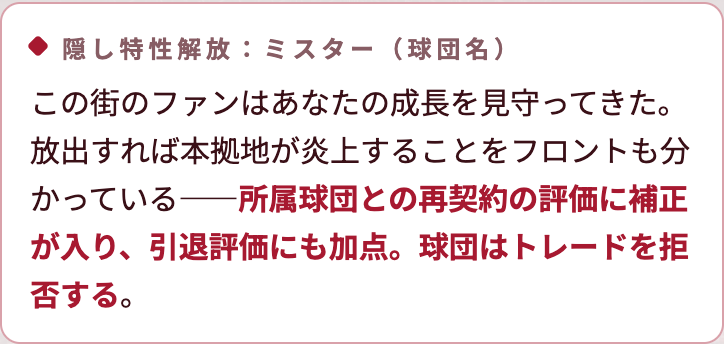 隠し特性解放：ミスター（球団名）
この街のファンはあなたの成長を見守ってきた。
放出すれば本拠地が炎上することをフロントも分
かっている——所属球団との再契約の評価に補正
が入り、引退評価にも加点。球団はトレードを拒
否する。